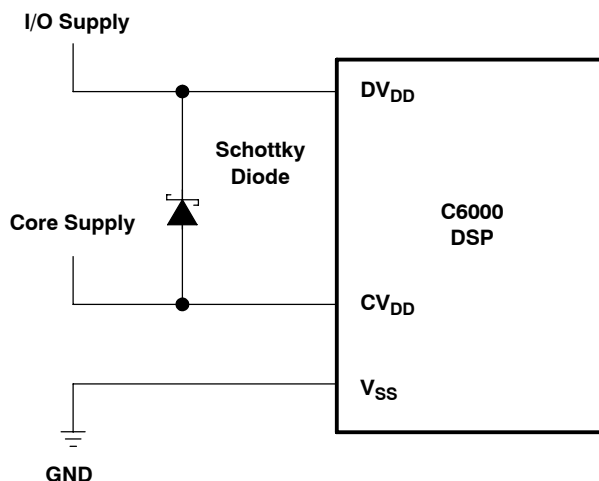 I/O Supply
DVDD
Schottky
Diode
C6000
DSP
Core Supply
CVDD
VSS
GND